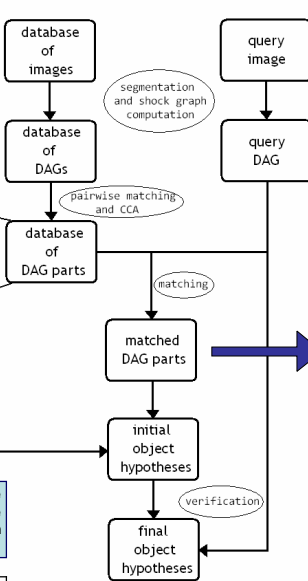 database
of
images
query
image
segmentation
and shock graph
computation
database
of
DAGs
query
DAG
pairwise matching
and CCA
database
of
DAG parts
matching
matched
DAG parts
initial
object
hypotheses
verification
final
object
hypotheses